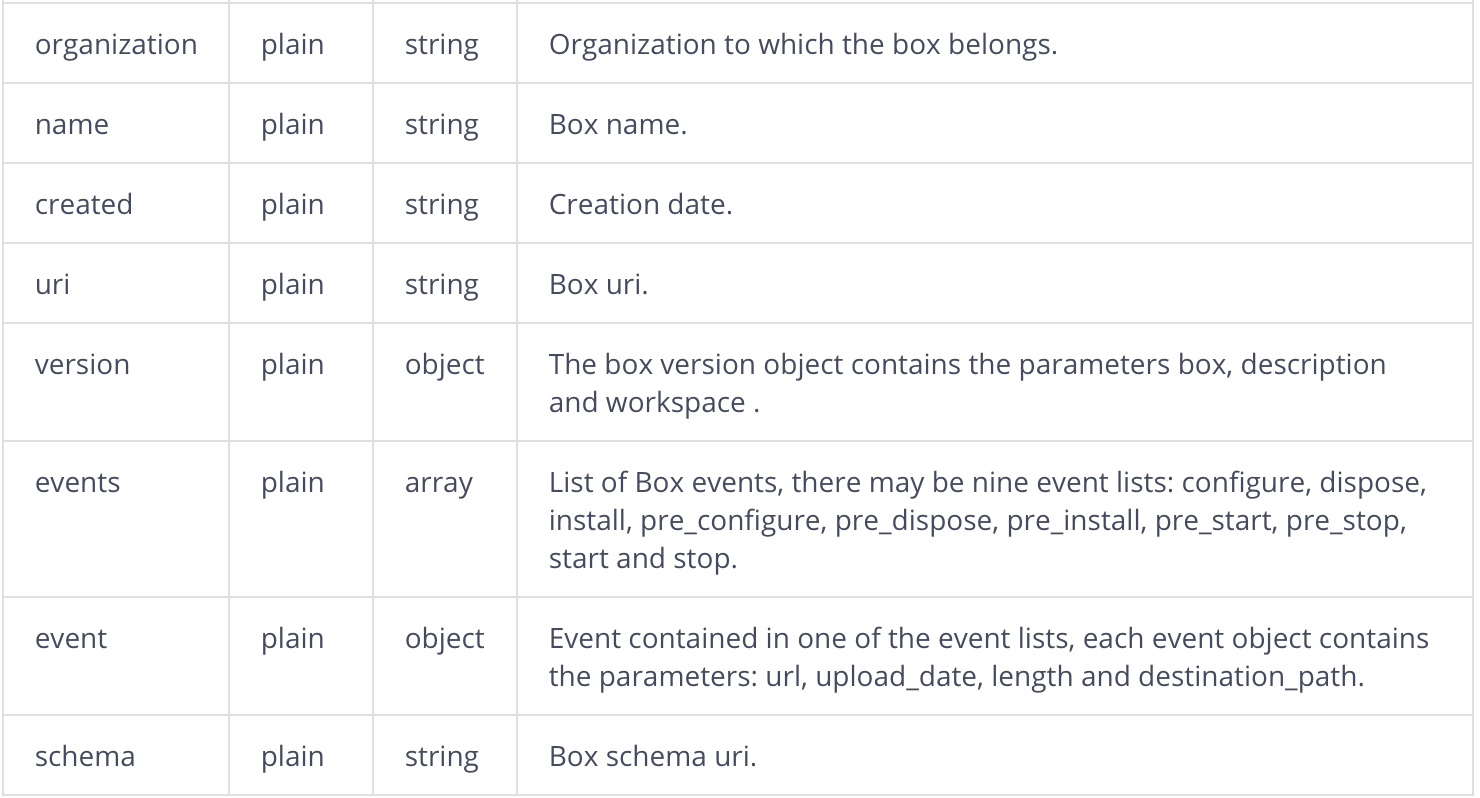 organization plain string Organization to which the box belongs.
name plain string Box name.
created plain string Creation date.
uri plain string Box uri.
version plain object The box version object contains the parameters box, description
and workspace .
events plain array List of Box events, there may be nine event lists: configure, dispose,
install, pre_configure, pre_dispose, pre_install, pre_start, pre_stop,
start and stop.
event plain object Event contained in one of the event lists, each event object contains
the parameters: url, upload_date, length and destination_path.
schema plain string Box schema uri.